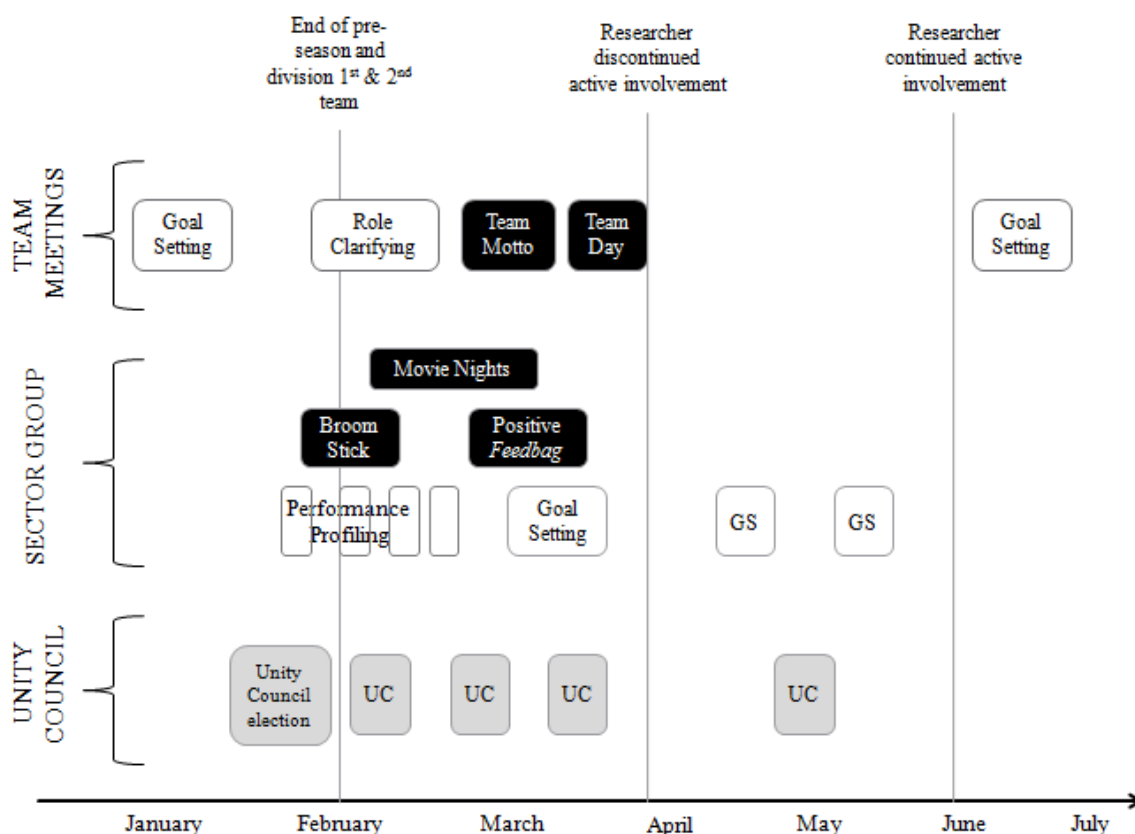 End of pre-
season and
division 1st & 2nd
team
Researcher
discontinued
active involvement
Researcher
continued active
involvement
TEAM
MEETINGS
Goal
Setting
Role
Clarifying
Team
Motto
Team
Day
Goal
Setting
SECTOR GROUP
Movie Nights
Broom
Stick
Positive
Feedbag
Performance
Profiling
Goal
Setting
GS
GS
UNITY
COUNCIL
Unity
Council
election
UC
UC
UC
UC
January
February
March
April
May
June
July